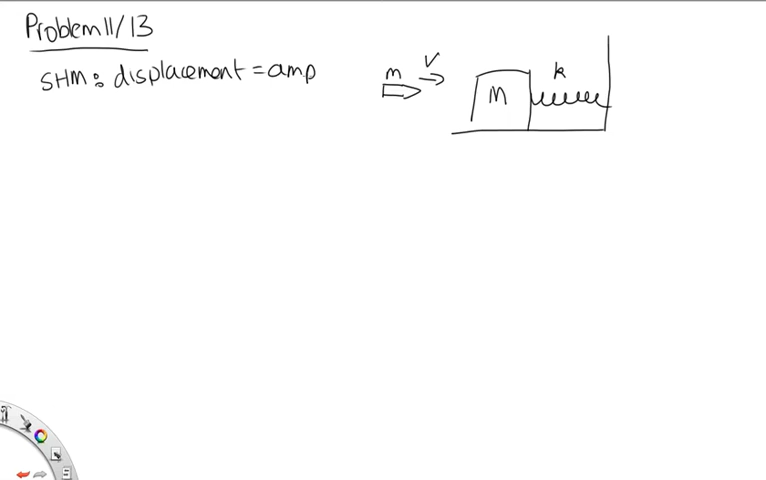 Problem 11/13
SHM: displacement = amp
m
V
M
k